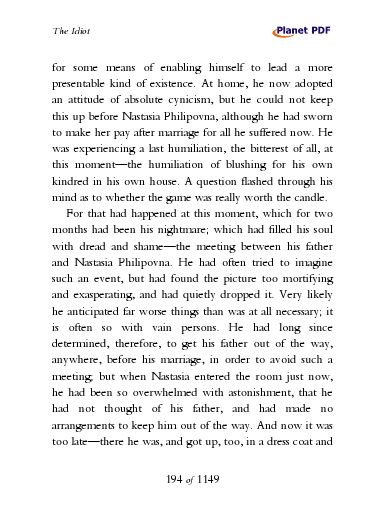 The Idiot
Planet PDF
for some means of enabling himself to lead a more
presentable kind of existence. At home, he now adopted
an attitude of absolute cynicism, but he could not keep
this up before Nastasia Philipovna, although he had sworn
to make her pay after marriage for all he suffered now. He
was experiencing a last humiliation, the bitterest of all, at
this moment—the humiliation of blushing for his own
kindred in his own house. A question flashed through his
mind as to whether the game was really worth the candle.
For that had happened at this moment, which for two
months had been his nightmare; which had filled his soul
with dread and shame—the meeting between his father
and Nastasia Philipovna. He had often tried to imagine
such an event, but had found the picture too mortifying
and exasperating, and had quietly dropped it. Very likely
he anticipated far worse things than was at all necessary; it
is often so with vain persons. He had long since
determined, therefore, to get his father out of the way,
anywhere, before his marriage, in order to avoid such a
meeting; but when Nastasia entered the room just now,
he had been so overwhelmed with astonishment, that he
had not thought of his father, and had made no
arrangements to keep him out of the way. And now it was
too late—there he was, and got up, too, in a dress coat and
194 of 1149